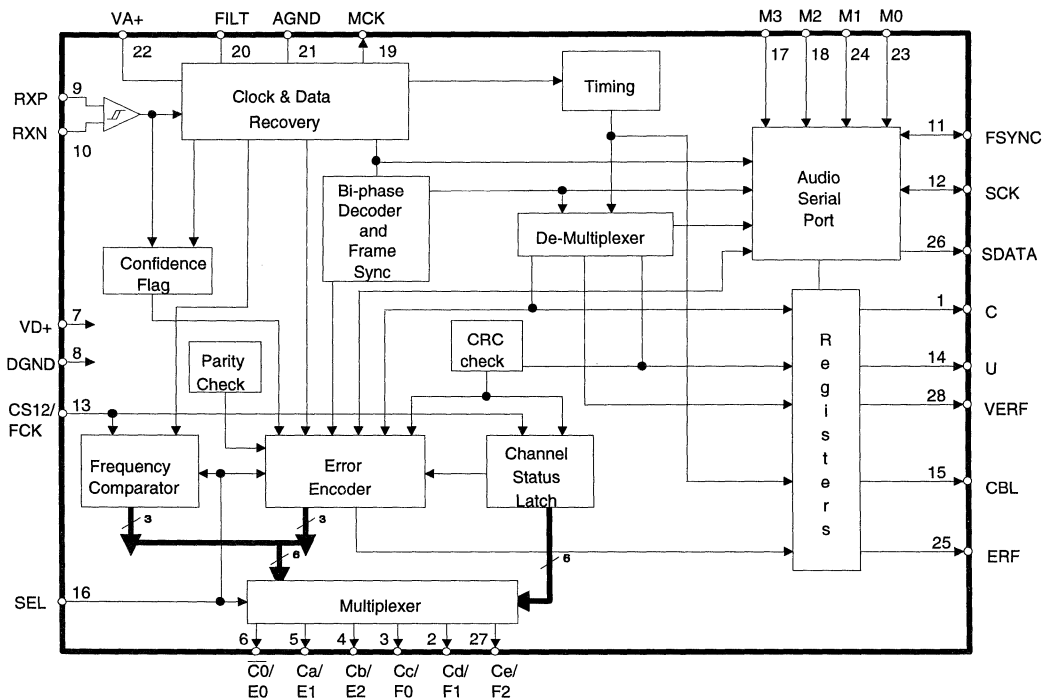 VA+ FILT AGND MCK M3 M2 M1 M0
22 20 21 19 17 18 24 23
RXP 9
RXN 10
Clock & Data
Recovery
Timing
Audio
Serial
Port
11 FSYNC
12 SCK
26 SDATA
Bi-phase
Decoder
and
Frame
Sync
De-Multiplexer
Confidence
Flag
VD+ 7
DGND 8
CS12/ 13
FCK
Parity
Check
CRC
check
Registers
1 C
14 U
28 VERF
15 CBL
25 ERF
Frequency
Comparator
Error
Encoder
Channel
Status
Latch
3 3
6 6
SEL 16
Multiplexer
6 5 4 3 2 27
C̅0̅/ Ca/ Cb/ Cc/ Cd/ Ce/
E0 E1 E2 F0 F1 F2